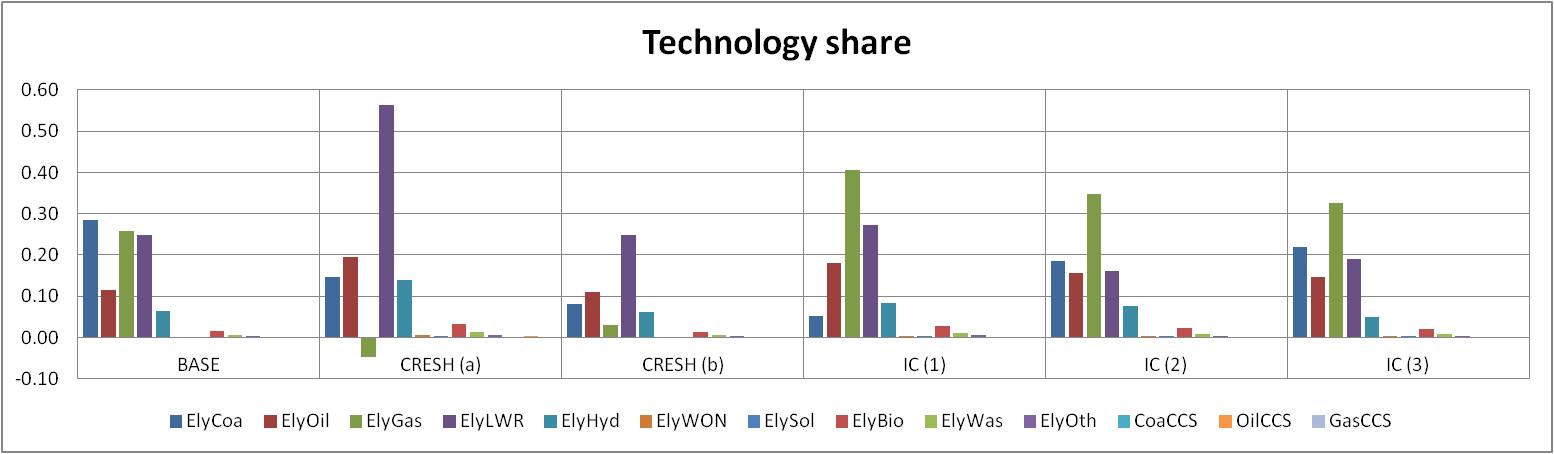 Technology share
0.60
0.50
0.40
0.30
0.20
0.10
0.00
-0.10
BASE CRESH (a) CRESH (b) IC (1) IC (2) IC (3)
ElyCoa ElyOil ElyGas ElyLWR ElyHyd ElyWON ElySol ElyBio ElyWas ElyOth CoaCCS OilCCS GasCCS